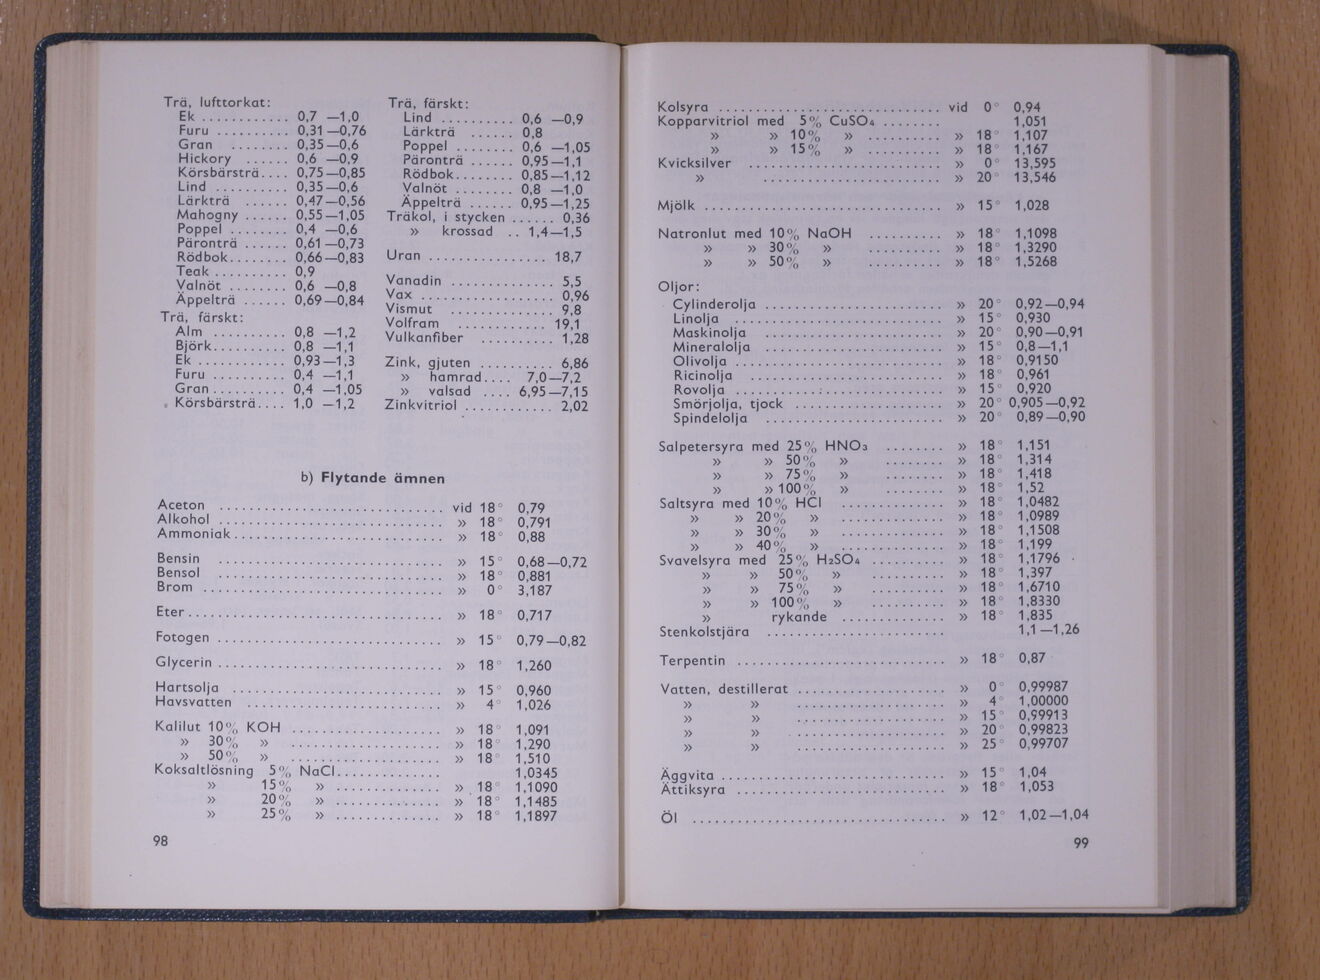 Trä, lufttorkat:
Ek ............ 0,7 —1,0
Furu .......... 0,31—0,76
Gran ........ 0,35—0,6
Hickory ...... 0,6 —0,9
Körsbärsträ.... 0,75—0,85
Lind .......... 0,35—0,6
Lärkträ ...... 0,47—0,56
Mahogny ...... 0,55—1,05
Poppel ........ 0,4 —0,6
Päronträ ...... 0,61—0,73
Rödbok........ 0,66—0,83
Teak .......... 0,9
Valnöt ........ 0,6 —0,8
Äppelträ ...... 0,69—0,84
Trä, färskt:
Alm .......... 0,8 —1,2
Björk.......... 0,8 —1,1
Ek ............ 0,93—1,3
Furu .......... 0,4 —1,1
Gran .......... 0,4 —1,05
Körsbärsträ.... 1,0 —1,2
Trä, färskt:
Lind .......... 0,6 —0,9
Lärkträ ...... 0,8
Poppel ........ 0,6 —1,05
Päronträ ...... 0,95—1,1
Rödbok........ 0,85—1,12
Valnöt ........ 0,8 —1,0
Äppelträ ...... 0,95—1,25
Träkol, i stycken ...... 0,36
» krossad .. 1,4—1,5
Uran ................ 18,7
Vanadin .............. 5,5
Vax .................. 0,96
Vismut .............. 9,8
Volfram ............ 19,1
Vulkanfiber .......... 1,28
Zink, gjuten .......... 6,86
» hamrad.... 7,0—7,2
» valsad .... 6,95—7,15
Zinkvitriol ............ 2,02
b) Flytande ämnen
Aceton .............................. vid 18° 0,79
Alkohol .............................. » 18° 0,791
Ammoniak............................ » 18° 0,88
Bensin .............................. » 15° 0,68—0,72
Bensol .............................. » 18° 0,881
Brom ................................ » 0° 3,187
Eter.................................. » 18° 0,717
Fotogen .............................. » 15° 0,79—0,82
Glycerin .............................. » 18° 1,260
Hartsolja ............................ » 15° 0,960
Havsvatten .......................... » 4° 1,026
Kalilut 10% KOH .................... » 18° 1,091
» 30% » .................... » 18° 1,290
» 50% » .................... » 18° 1,510
Koksaltlösning 5% NaCl.............. 1,0345
» 15% » .............. » 18° 1,1090
» 20% » .............. » 18° 1,1485
» 25% » .............. » 18° 1,1897
98
Kolsyra .............................. vid 0° 0,94
Kopparvitriol med 5% CuSO₄ ........ 1,051
» » 10% » .......... » 18° 1,107
» » 15% » .......... » 18° 1,167
Kvicksilver .......................... » 0° 13,595
» ........................ » 20° 13,546
Mjölk ................................ » 15° 1,028
Natronlut med 10% NaOH .......... » 18° 1,1098
» » 30% » .......... » 18° 1,3290
» » 50% » .......... » 18° 1,5268
Oljor:
Cylinderolja ........................ » 20° 0,92—0,94
Linolja ............................ » 15° 0,930
Maskinolja ........................ » 20° 0,90—0,91
Mineralolja ........................ » 15° 0,8—1,1
Olivolja ............................ » 18° 0,9150
Ricinolja .......................... » 18° 0,961
Rovolja ............................ » 15° 0,920
Smörjolja, tjock .................... » 20° 0,905—0,92
Spindelolja ........................ » 20° 0,89—0,90
Salpetersyra med 25% HNO₃ ........ » 18° 1,151
» » 50% » ........ » 18° 1,314
» » 75% » ........ » 18° 1,418
» » 100% » ........ » 18° 1,52
Saltsyra med 10% HCl .............. » 18° 1,0482
» » 20% » .............. » 18° 1,0989
» » 30% » .............. » 18° 1,1508
» » 40% » .............. » 18° 1,199
Svavelsyra med 25% H₂SO₄ .......... » 18° 1,1796
» » 50% » .......... » 18° 1,397
» » 75% » .......... » 18° 1,6710
» » 100% » .......... » 18° 1,8330
» rykande .............. » 18° 1,835
Stenkolstjära ........................ 1,1—1,26
Terpentin ............................ » 18° 0,87
Vatten, destillerat .................... » 0° 0,99987
» » .................... » 4° 1,00000
» » .................... » 15° 0,99913
» » .................... » 20° 0,99823
» » .................... » 25° 0,99707
Äggvita .............................. » 15° 1,04
Ättiksyra ............................ » 18° 1,053
Öl .................................. » 12° 1,02—1,04
99